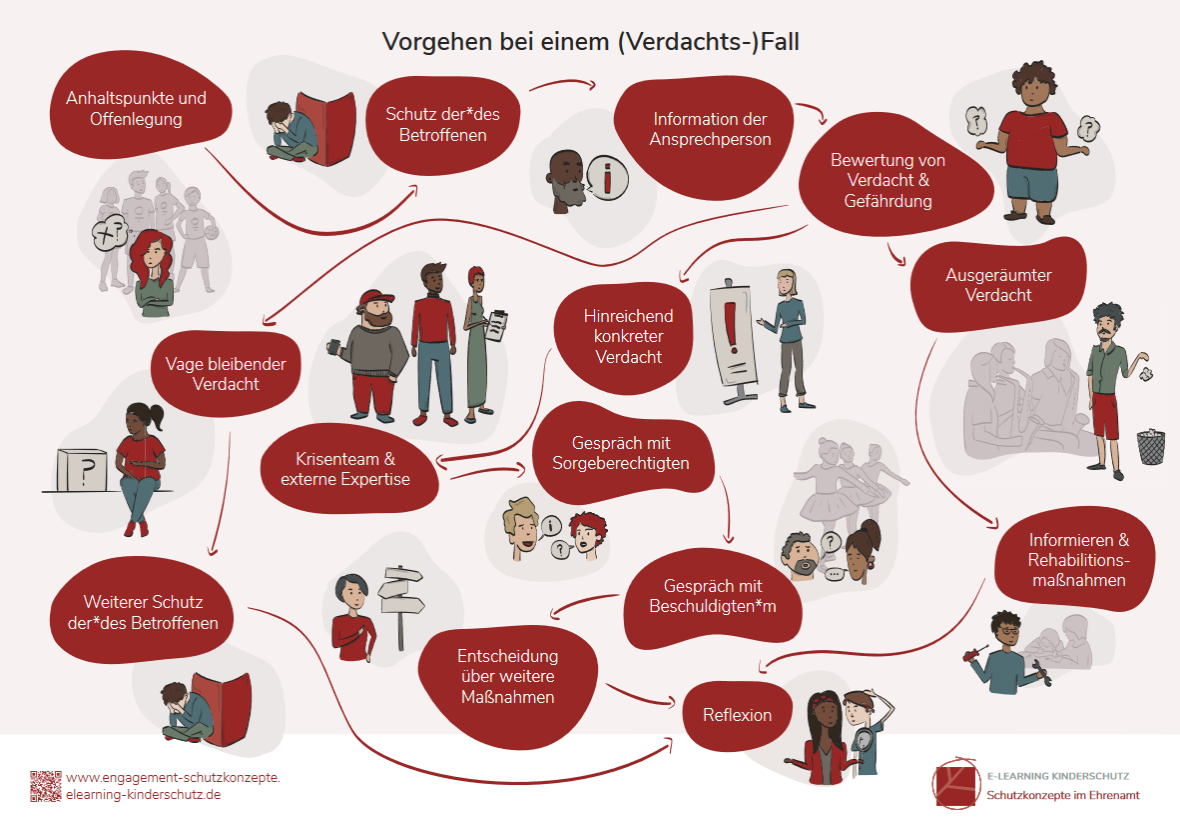 Vorgehen bei einem (Verdachts-)Fall
Anhaltspunkte und
Offenlegung
Schutz der*des
Betroffenen
Information der
Ansprechperson
Bewertung von
Verdacht &
Gefährdung
Ausgeräumter
Verdacht
Hinreichend
konkreter
Verdacht
Vage bleibender
Verdacht
Krisenteam &
externe Expertise
Gespräch mit
Sorgeberechtigten
Informieren &
Rehabilitions-
maßnahmen
Gespräch mit
Beschuldigten*m
Weiterer Schutz
der*des Betroffenen
Entscheidung
über weitere
Maßnahmen
Reflexion
i
x?
?
?
!
?
i
?
?
...
www.engagement-schutzkonzepte.
elearning-kinderschutz.de
E-LEARNING KINDERSCHUTZ
Schutzkonzepte im Ehrenamt